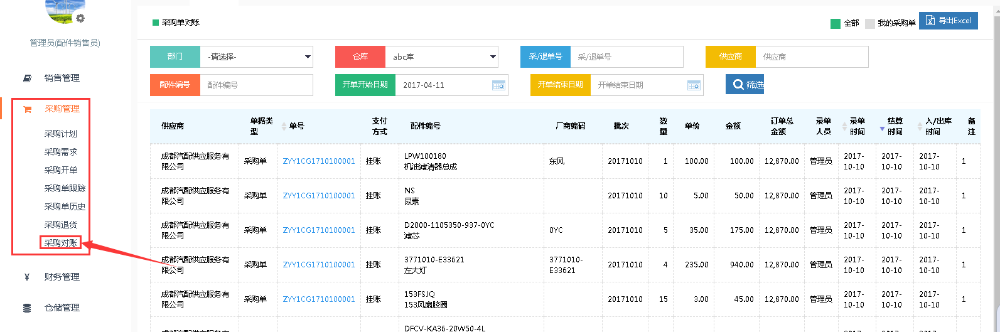 管理员(配件销售员)
销售管理
采购管理
采购计划
采购需求
采购开单
采购单跟踪
采购单历史
采购退货
采购对账
¥ 财务管理
仓储管理
采购单对账
全部 我的采购单 导出Excel
部门 -请选择- 仓库 abc库 采/退单号 采/退单号 供应商 供应商
配件编号 配件编号 开单开始日期 2017-04-11 开单结束日期 开单结束日期 筛选
供应商 单据类型 单号 支付方式 配件编号 厂商编码 批次 数量 单价 金额 订单总金额 录单人员 录单时间 结算时间 入/出库时间 备注
成都汽配供应服务有限公司 采购单 ZYY1CG1710100001 挂账 LPW100180 机油滤清器总成 东风 20171010 1 100.00 100.00 12,870.00 管理员 2017-10-10 2017-10-10 2017-10-10 1
成都汽配供应服务有限公司 采购单 ZYY1CG1710100001 挂账 NS 尿素 20171010 10 5.00 50.00 12,870.00 管理员 2017-10-10 2017-10-10 2017-10-10 1
成都汽配供应服务有限公司 采购单 ZYY1CG1710100001 挂账 D2000-1105350-937-0YC 滤芯 0YC 20171010 5 35.00 175.00 12,870.00 管理员 2017-10-10 2017-10-10 2017-10-10 1
成都汽配供应服务有限公司 采购单 ZYY1CG1710100001 挂账 3771010-E33621 左大灯 3771010-E33621 20171010 4 235.00 940.00 12,870.00 管理员 2017-10-10 2017-10-10 2017-10-10 1
成都汽配供应服务有限公司 采购单 ZYY1CG1710100001 挂账 153FSJQ 153风扇胶圈 20171010 15 3.00 45.00 12,870.00 管理员 2017-10-10 2017-10-10 2017-10-10 1
DFCV-KA36-20W50-4L